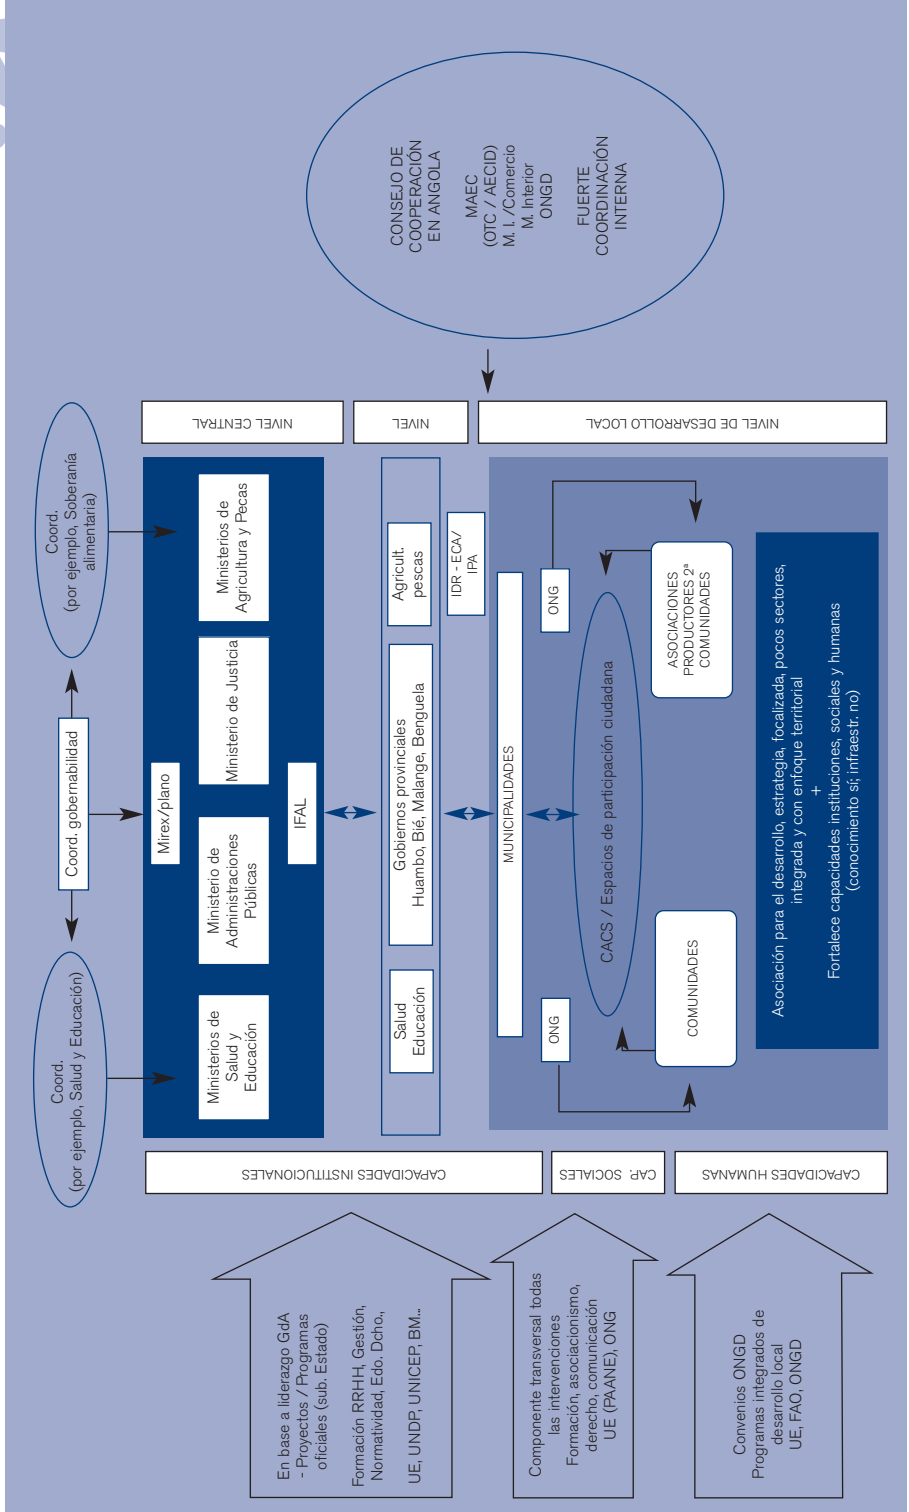 Coord.
(por ejemplo, Salud y Educación)
Coord. gobernabilidad
Coord.
(por ejemplo, Soberanía
alimentaria)
Mirex/plano
Ministerios de
Salud y
Educación
Ministerio de
Administraciones
Públicas
Ministerio de Justicia
Ministerios de
Agricultura y Pecas
IFAL
Salud
Educación
Gobiernos provinciales
Huambo, Bié, Malange, Benguela
Agricult.
pescas
IDR - ECA/
IPA
MUNICIPALIDADES
ONG
ONG
CACS / Espacios de participación ciudadana
COMUNIDADES
ASOCIACIONES
PRODUCTORES 2ª
COMUNIDADES
Asociación para el desarrollo, estrategia, focalizada, pocos sectores,
integrada y con enfoque territorial
+
Fortalece capacidades instituciones, sociales y humanas
(conocimiento sí; infraestr. no)
CAPACIDADES INSTITUCIONALES
CAP. SOCIALES
CAPACIDADES HUMANAS
NIVEL CENTRAL
NIVEL
NIVEL DE DESARROLLO LOCAL
En base a liderazgo GdA
- Proyectos / Programas
oficiales (sub. Estado)
Formación RRHH, Gestión,
Normatividad, Edo. Dcho.,
UE, UNDP, UNICEP, BM...
Componente transversal todas
las intervenciones
Formación, asociacionismo,
derecho, comunicación
UE (PAANE), ONG
Convenios ONGD
Programas integrados de
desarrollo local
UE, FAO, ONGD
CONSEJO DE
COOPERACIÓN
EN ANGOLA
MAEC
(OTC / AECID)
M. I. /Comercio
M. Interior
ONGD
FUERTE
COORDINACIÓN
INTERNA